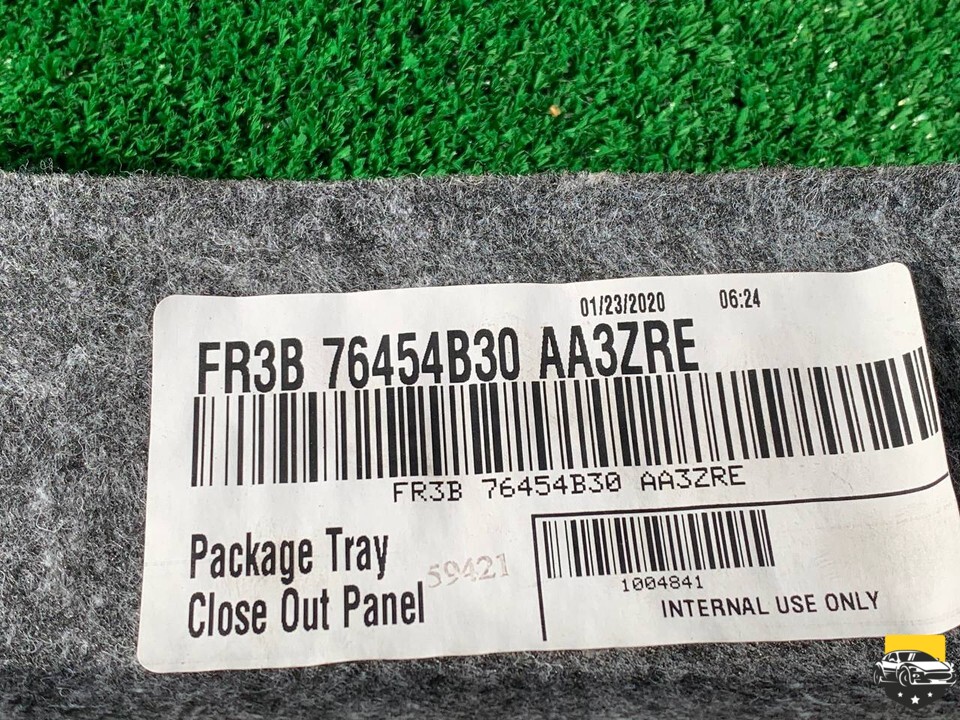 01/23/2020 06:24
FR3B 76454B30 AA3ZRE
FR3B 76454B30 AA3ZRE
Package Tray
Close Out Panel
59421
1004841
INTERNAL USE ONLY